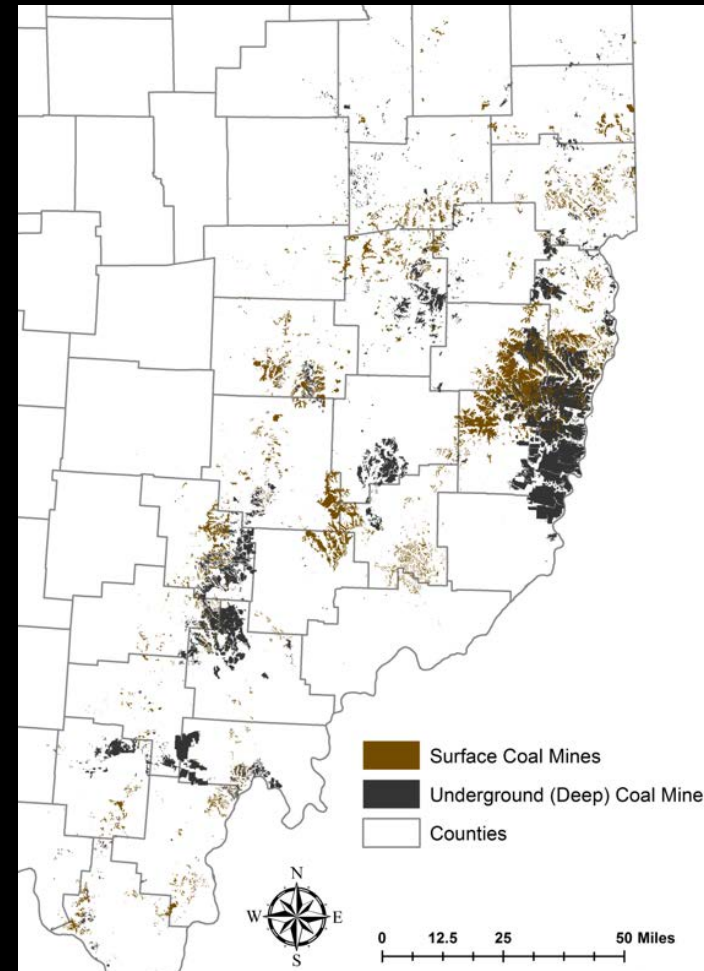 Surface Coal Mines
Underground (Deep) Coal Mine
Counties
N
W E
S
0 12.5 25 50 Miles